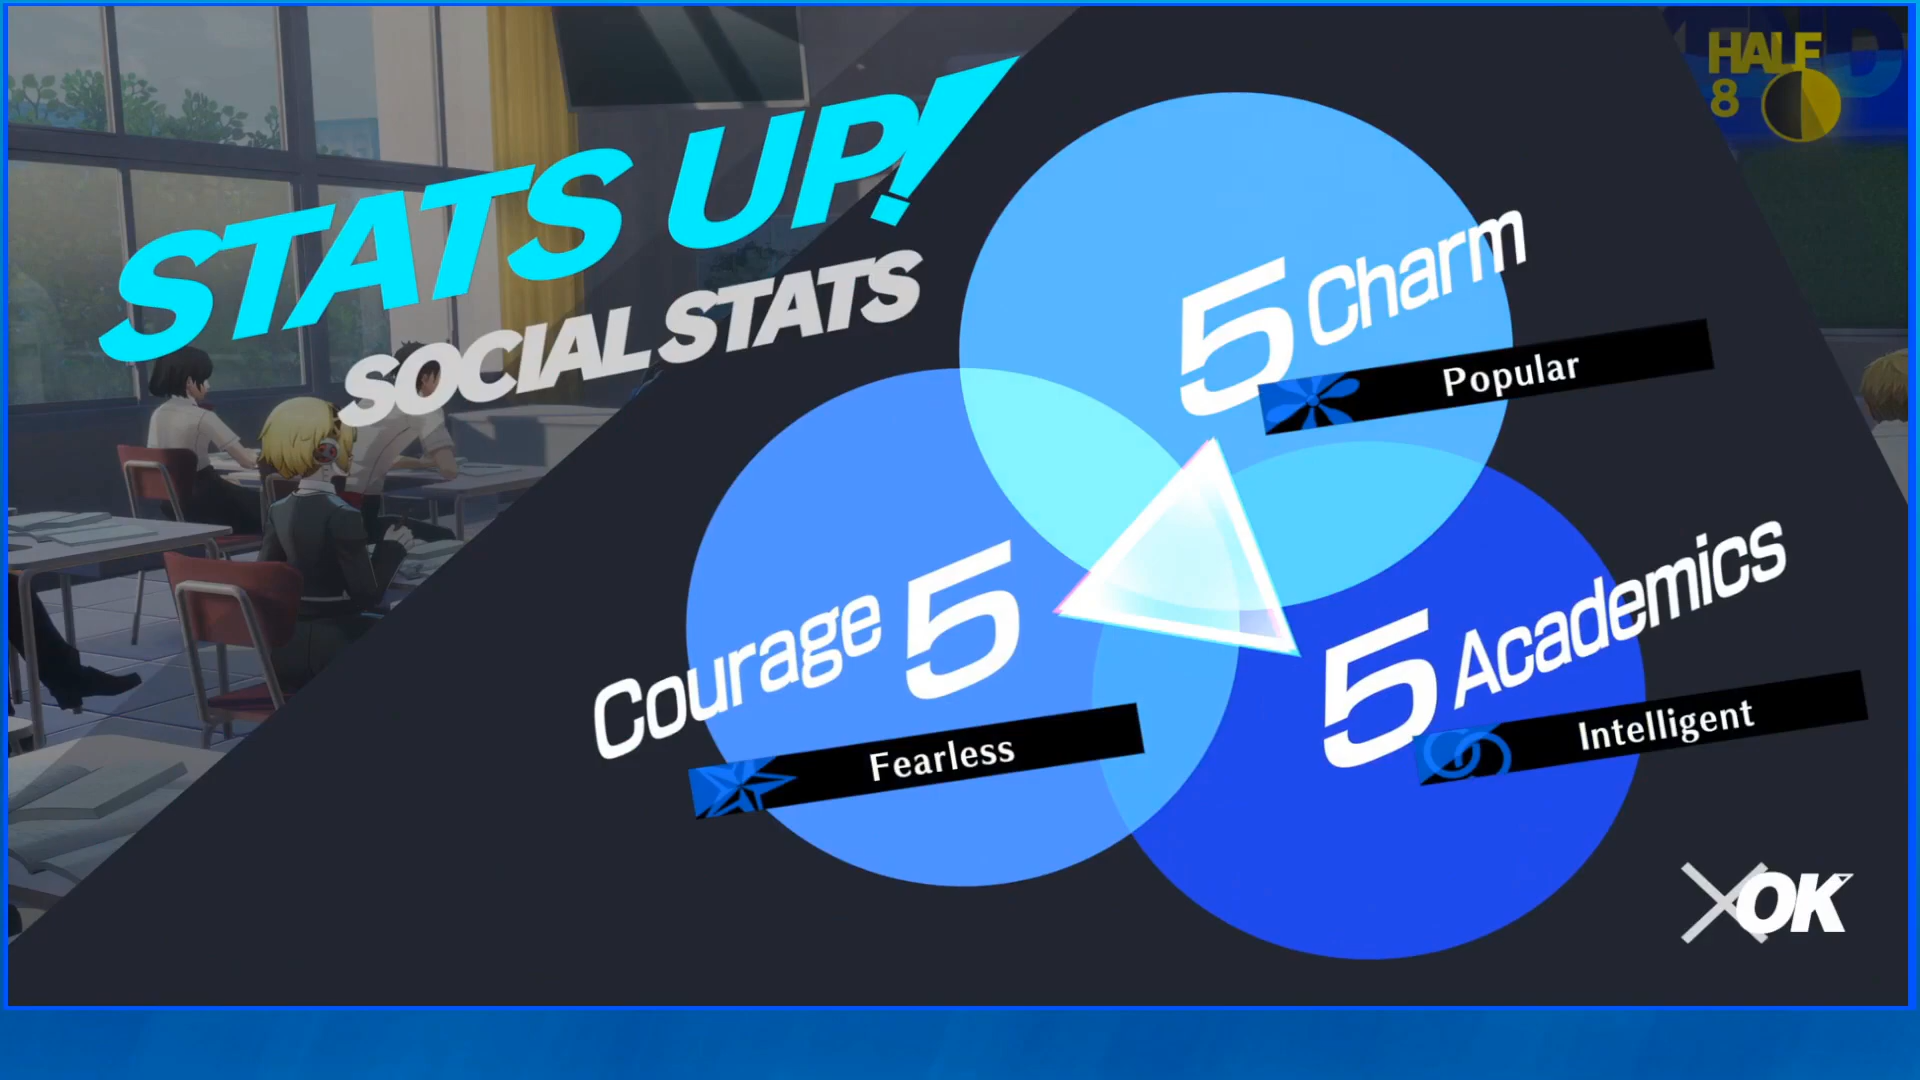 STATS UP!
SOCIAL STATS
HALF
8
5 Charm
Popular
Courage 5
Fearless
5 Academics
Intelligent
OK